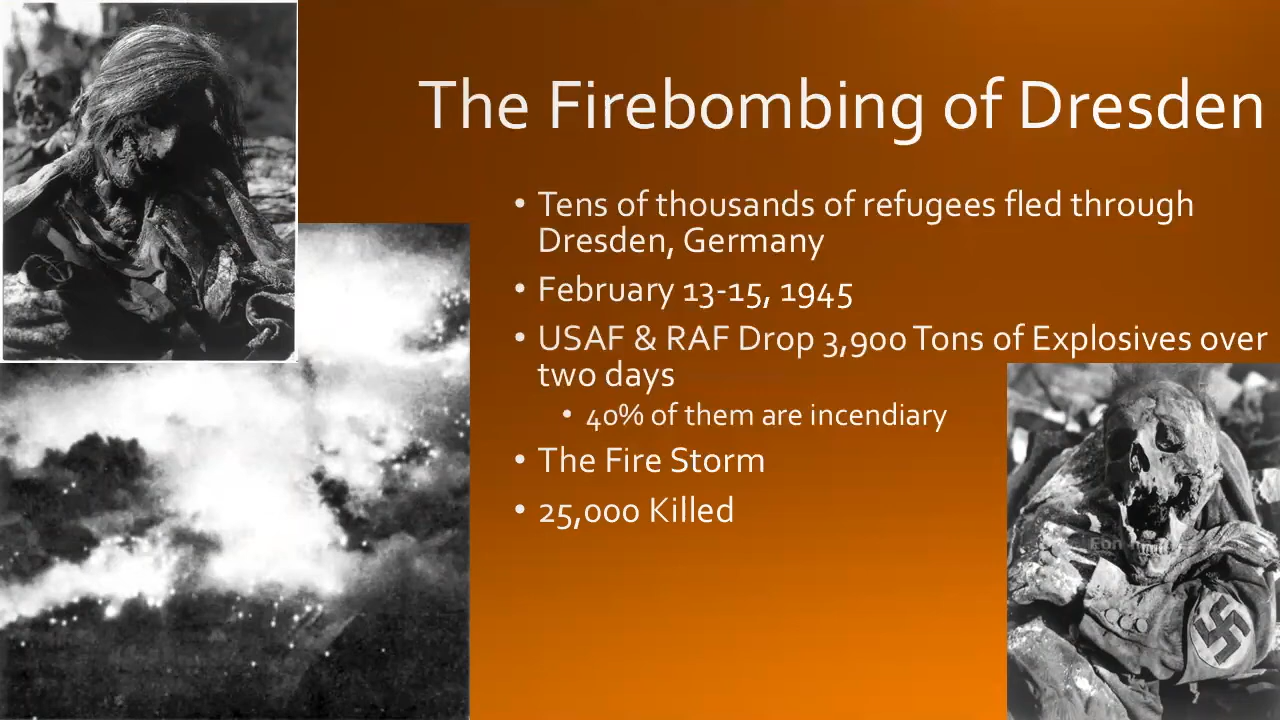 The Firebombing of Dresden
• Tens of thousands of refugees fled through
Dresden, Germany
• February 13-15, 1945
• USAF & RAF Drop 3,900 Tons of Explosives over
two days
• 40% of them are incendiary
• The Fire Storm
• 25,000 Killed